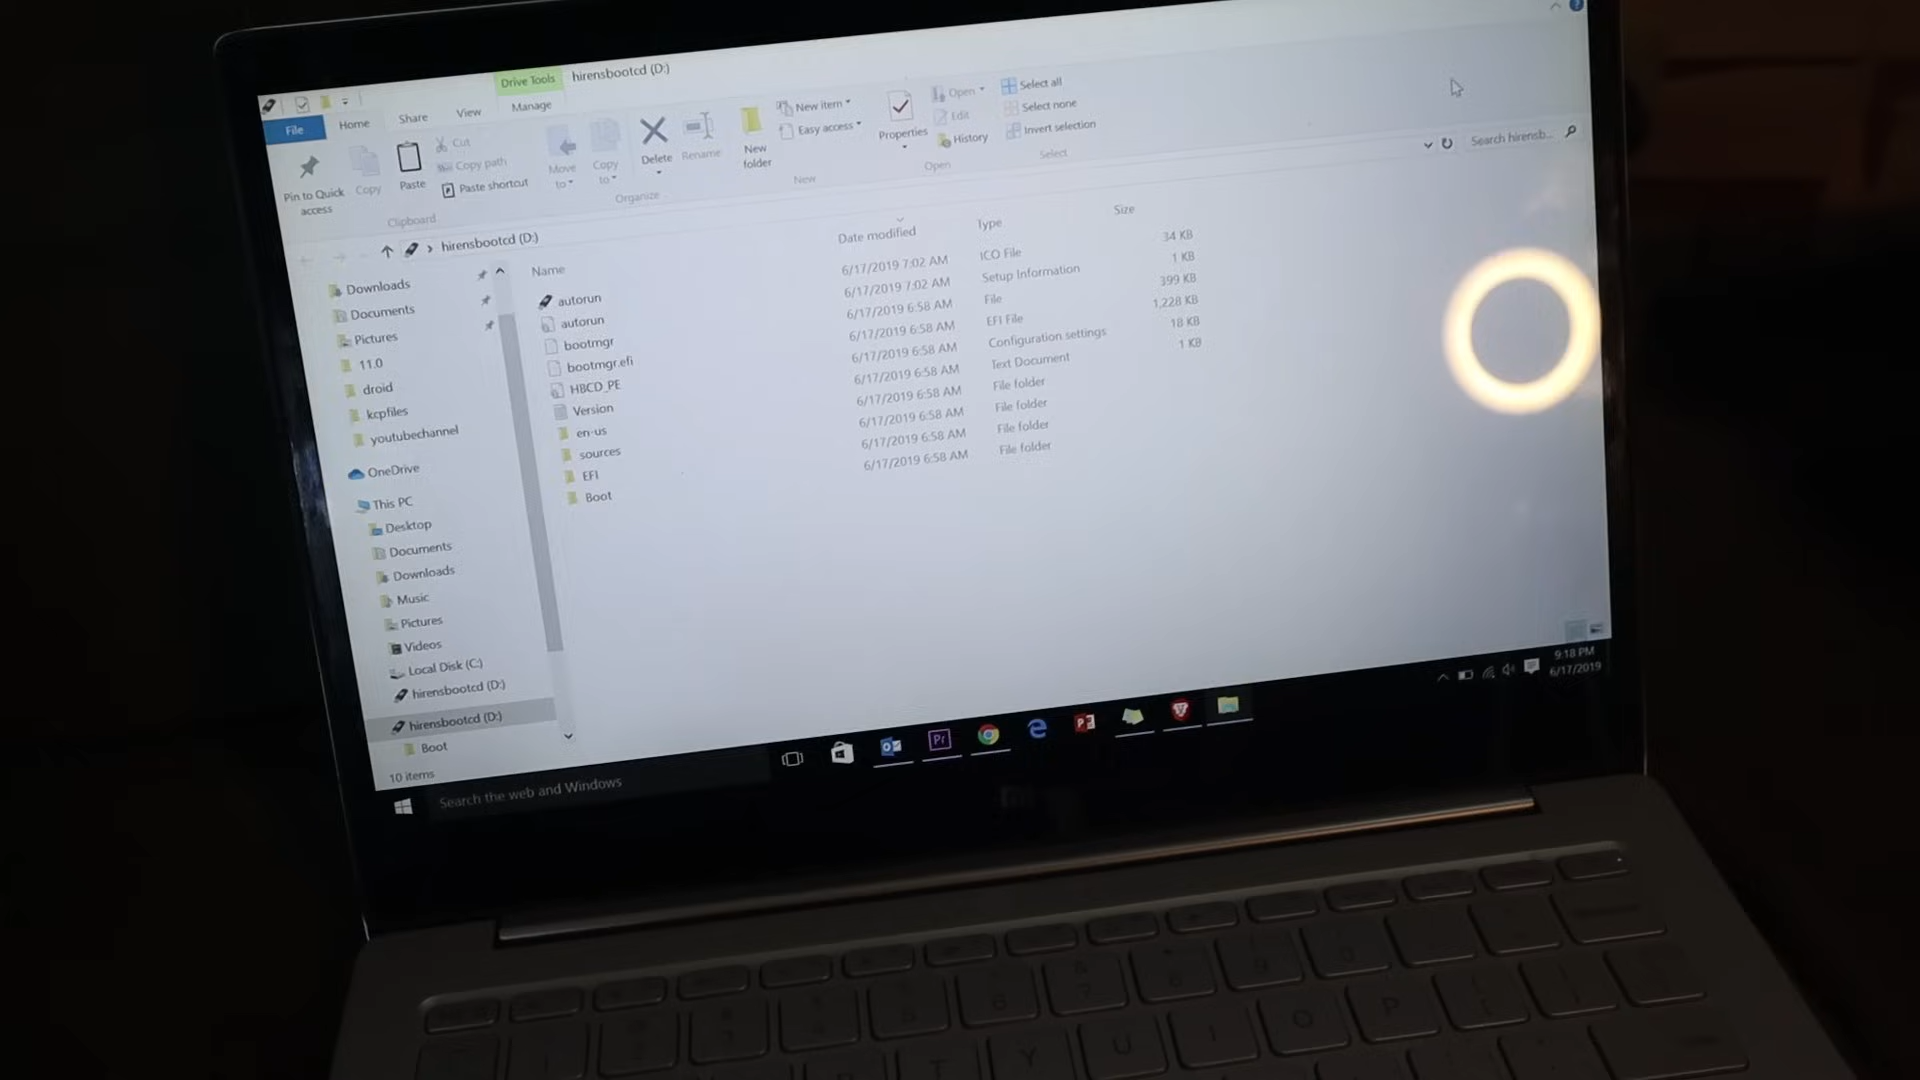 Drive Tools hirensbootcd (D:)
File Home Share View Manage
Pin to Quick access
Copy
Paste
Cut
Copy path
Paste shortcut
Clipboard
Move to
Copy to
Delete
Rename
Organize
New folder
New item
Easy access
New
Properties
Open
Edit
History
Open
Select all
Select none
Invert selection
Select
hirensbootcd (D:)
Search hirensb...
Name Date modified Type Size
autorun 6/17/2019 7:02 AM ICO File 34 KB
autorun 6/17/2019 7:02 AM Setup Information 1 KB
bootmgr 6/17/2019 6:58 AM File 399 KB
bootmgr.efi 6/17/2019 6:58 AM EFI File 1,228 KB
HBCD_PE 6/17/2019 6:58 AM Configuration settings 18 KB
Version 6/17/2019 6:58 AM Text Document 1 KB
en-us 6/17/2019 6:58 AM File folder
sources 6/17/2019 6:58 AM File folder
EFI 6/17/2019 6:58 AM File folder
Boot 6/17/2019 6:58 AM File folder
Downloads
Documents
Pictures
11.0
droid
kcpfiles
youtubechannel
OneDrive
This PC
Desktop
Documents
Downloads
Music
Pictures
Videos
Local Disk (C:)
hirensbootcd (D:)
hirensbootcd (D:)
Boot
10 items
Search the web and Windows
Pr
9:18 PM
6/17/2019
T Y U I O P